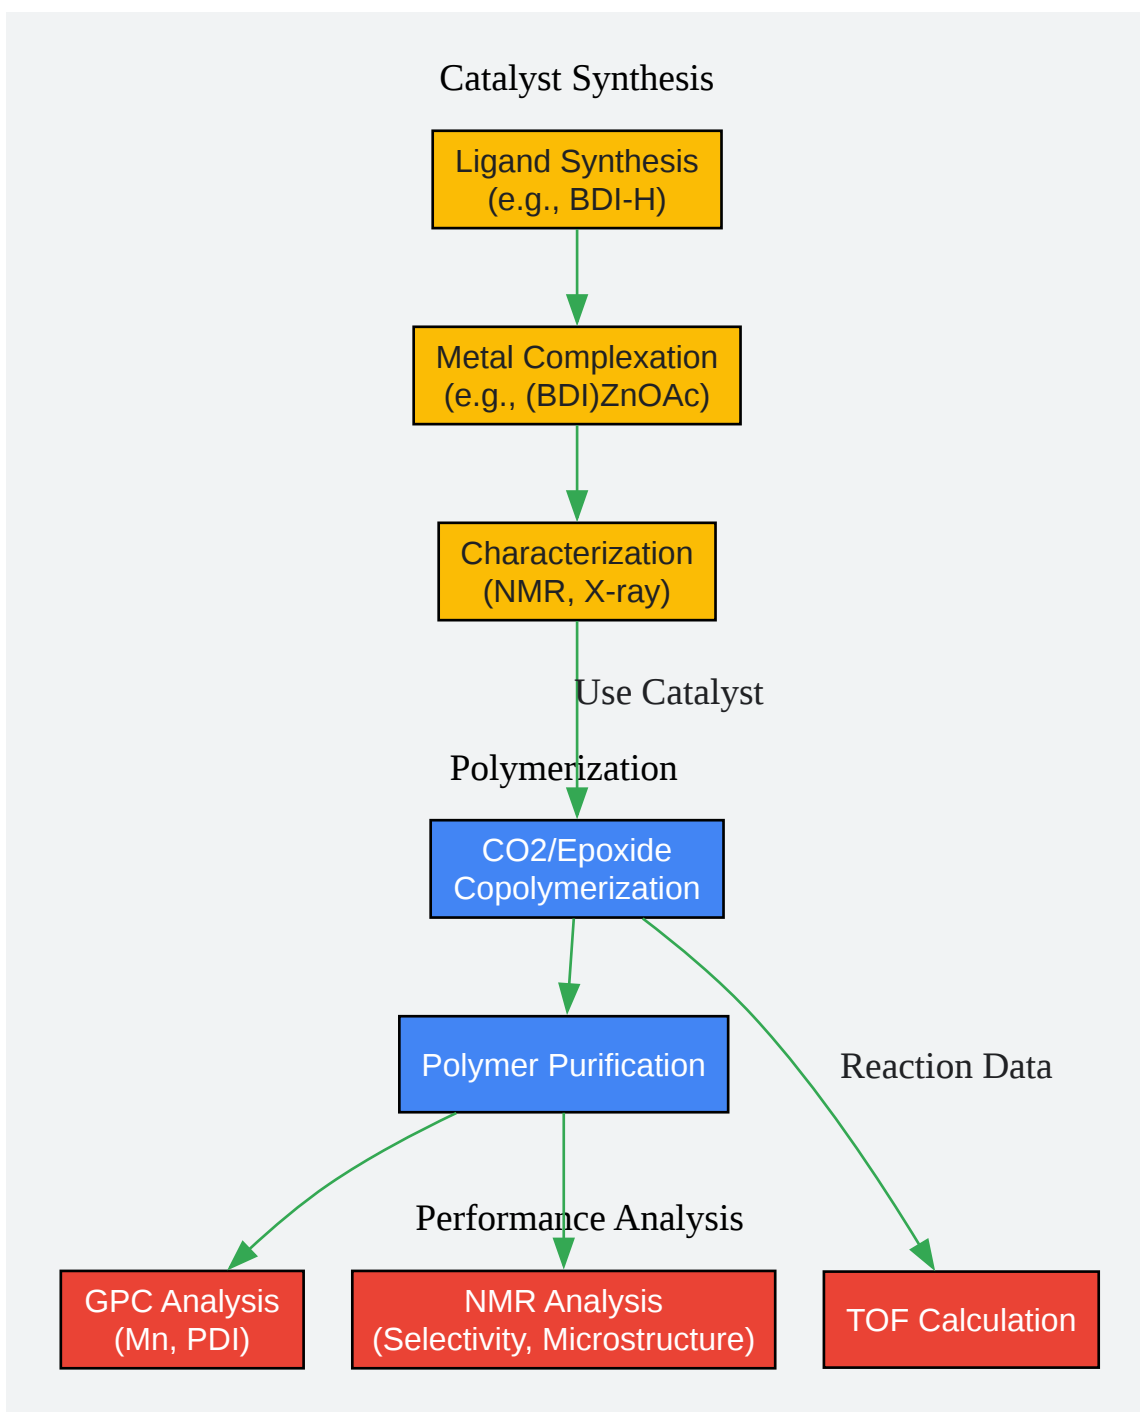 Catalyst Synthesis
Ligand Synthesis
(e.g., BDI-H)
Metal Complexation
(e.g., (BDI)ZnOAc)
Characterization
(NMR, X-ray)
Use Catalyst
Polymerization
CO2/Epoxide
Copolymerization
Polymer Purification
Reaction Data
Performance Analysis
GPC Analysis
(Mn, PDI)
NMR Analysis
(Selectivity, Microstructure)
TOF Calculation